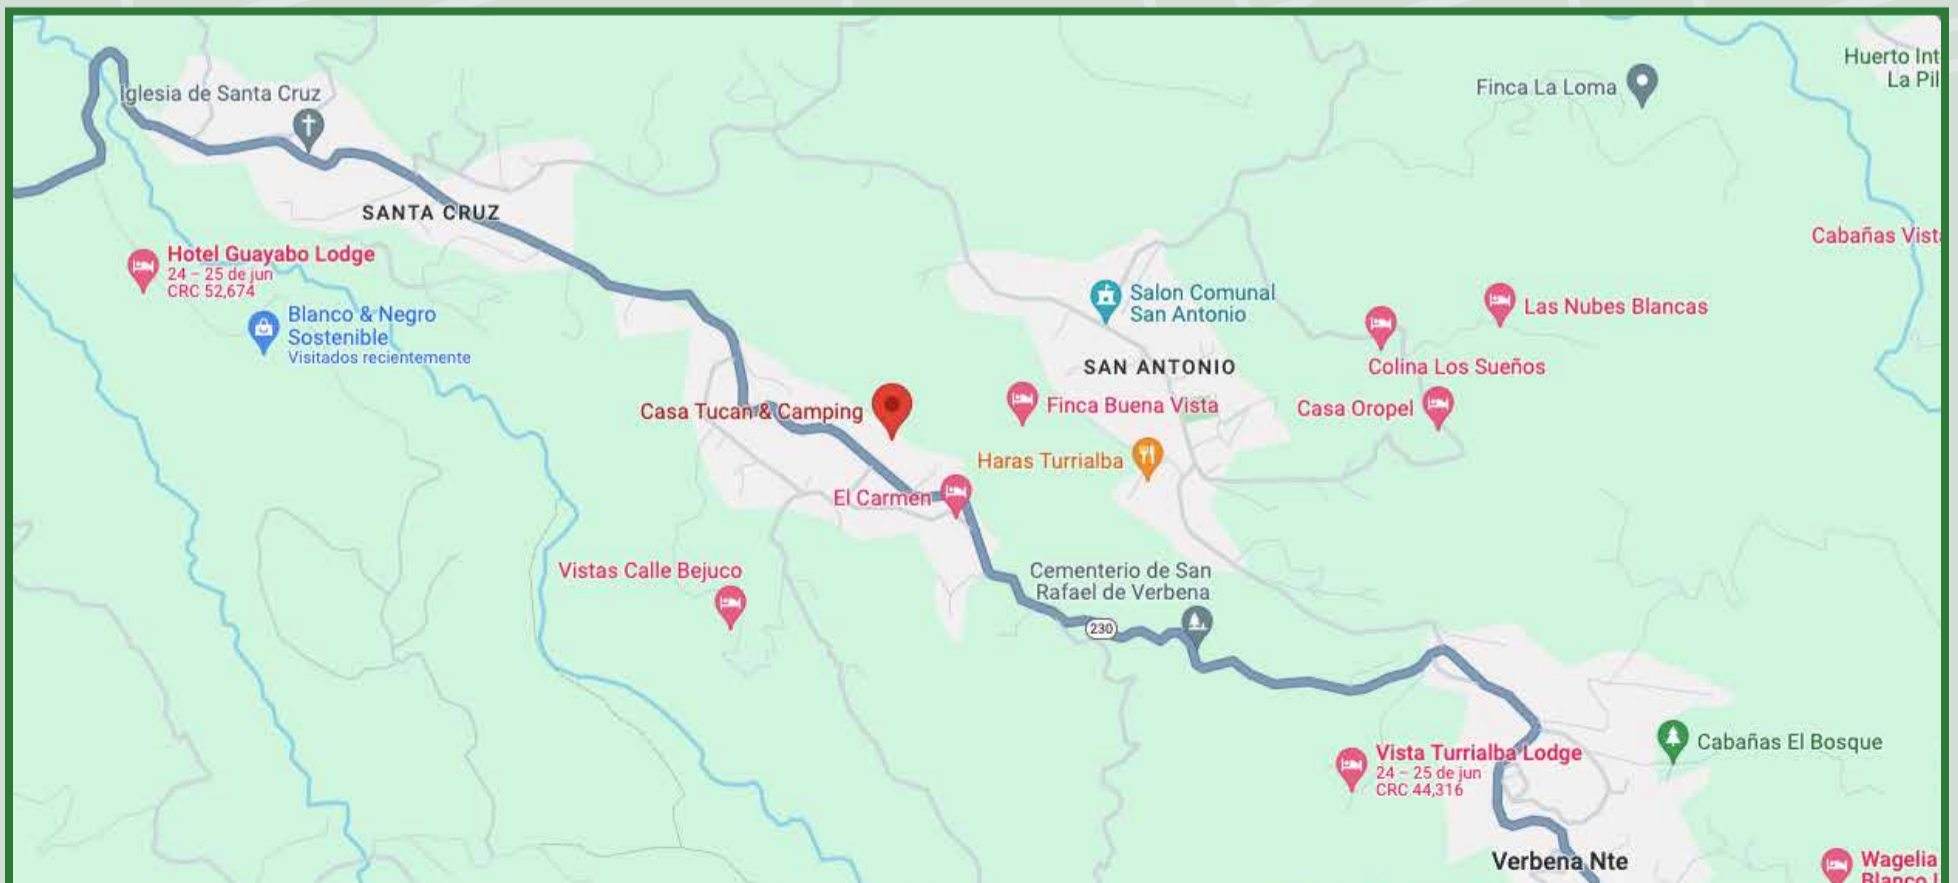 Huerto Int
La Pil
Finca La Loma
Iglesia de Santa Cruz
SANTA CRUZ
Cabañas Vist
Hotel Guayabo Lodge
24 – 25 de jun
CRC 52,674
Blanco & Negro
Sostenible
Visitados recientemente
Salon Comunal
San Antonio
Las Nubes Blancas
SAN ANTONIO
Colina Los Sueños
Casa Tucan & Camping
Finca Buena Vista
Casa Oropel
Haras Turrialba
El Carmen
Vistas Calle Bejuco
Cementerio de San
Rafael de Verbena
230
Vista Turrialba Lodge
24 – 25 de jun
CRC 44,316
Cabañas El Bosque
Verbena Nte
Wagelia
Blanco